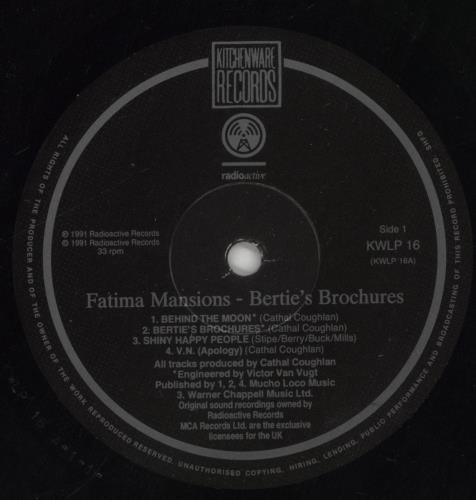 KITCHENWARE
RECORDS
radioactive
℗ 1991 Radioactive Records
© 1991 Radioactive Records
33 rpm
Side 1
KWLP 16
(KWLP 16A)
Fatima Mansions - Bertie's Brochures
1. BEHIND THE MOON* (Cathal Coughlan)
2. BERTIE'S BROCHURES* (Cathal Coughlan)
3. SHINY HAPPY PEOPLE (Stipe/Berry/Buck/Mills)
4. V.N. (Apology) (Cathal Coughlan)
All tracks produced by Cathal Coughlan
*Engineered by Victor Van Vugt
Published by 1, 2, 4. Mucho Loco Music
3. Warner Chappell Music Ltd.
Original sound recordings owned by
Radioactive Records
MCA Records Ltd. are the exclusive
licensees for the UK
ALL RIGHTS OF THE PRODUCER AND OF THE OWNER OF THE WORK REPRODUCED RESERVED. UNAUTHORISED COPYING, HIRING, LENDING, PUBLIC PERFORMANCE AND BROADCASTING OF THIS RECORD PROHIBITED.